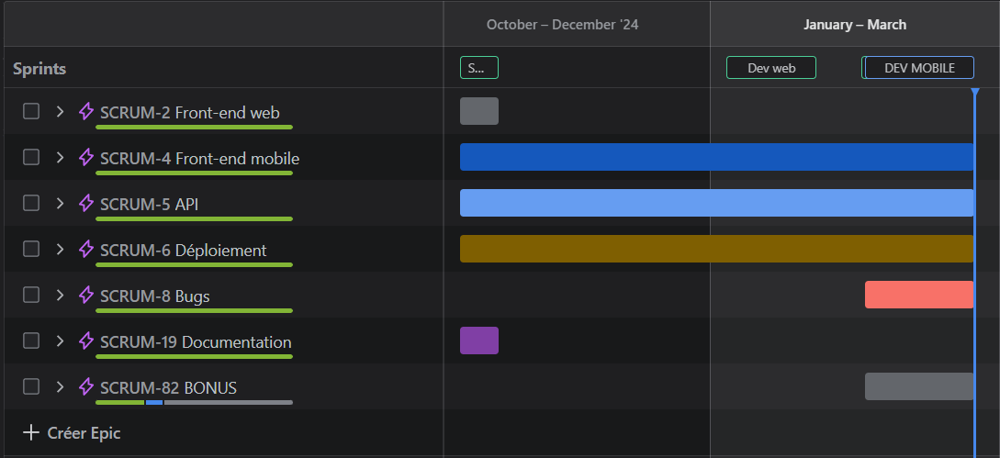 October – December '24
January – March
Sprints
S...
Dev web
DEV MOBILE
SCRUM-2 Front-end web
SCRUM-4 Front-end mobile
SCRUM-5 API
SCRUM-6 Déploiement
SCRUM-8 Bugs
SCRUM-19 Documentation
SCRUM-82 BONUS
Créer Epic